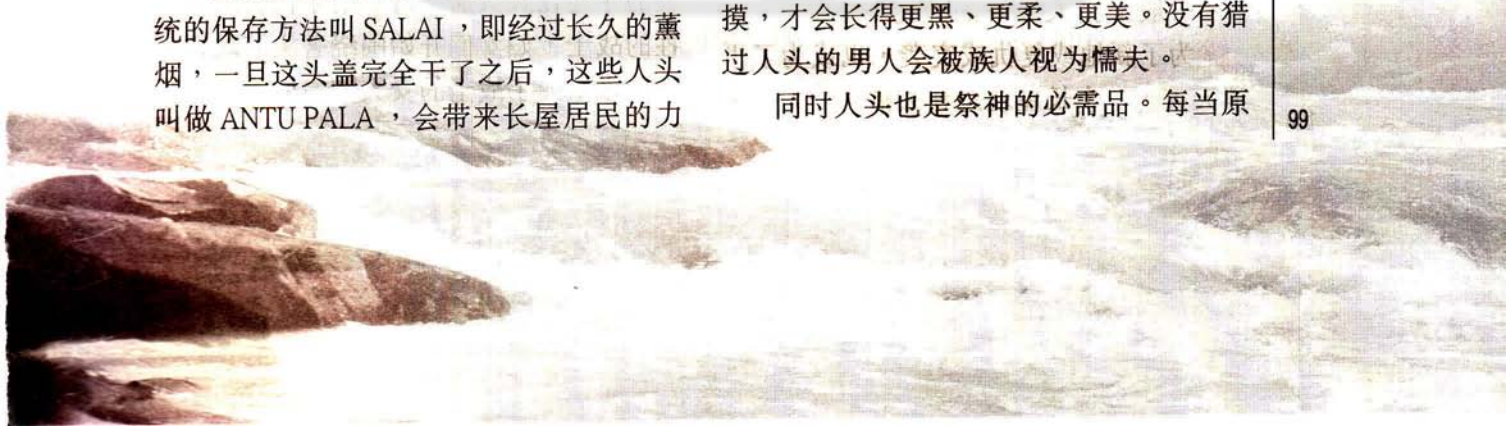 统的保存方法叫 SALAI ，即经过长久的薰
烟，一旦这头盖完全干了之后，这些人头
叫做 ANTU PALA ，会带来长屋居民的力
摸，才会长得更黑、更柔、更美。没有猎
过人头的男人会被族人视为懦夫。
同时人头也是祭神的必需品。每当原
99